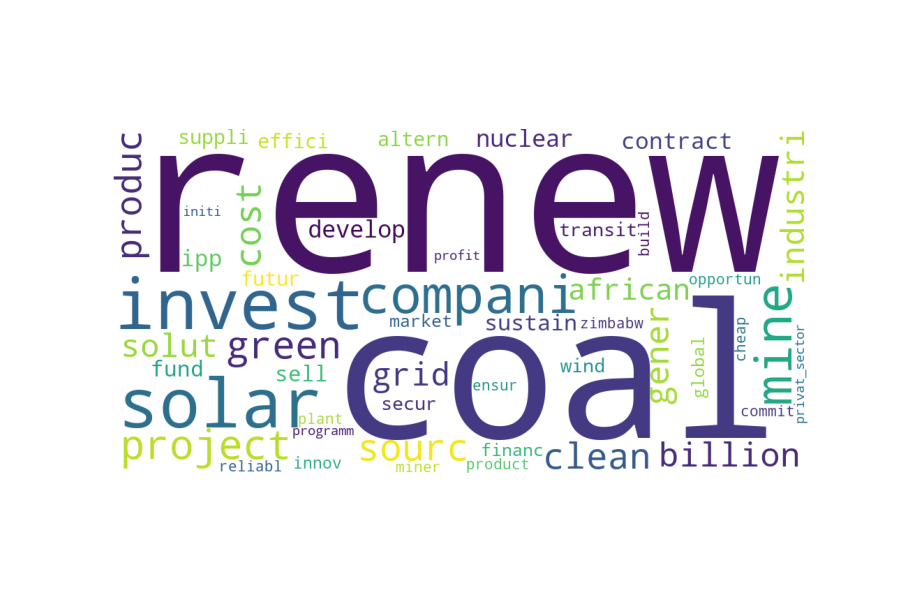 renew
coal
suppli
effici
altern
nuclear
contract
produc
cost
initi
develop
profit
transit
build
industri
ipp
futur
invest
compani
african
opportun
market
sustain
zimbabw
gener
global
cheap
mine
privat_sector
solut
green
fund
sell
grid
ensur
wind
secur
commit
solar
plant
programm
project
reliabl
innov
sourc
miner
financ
product
clean
billion